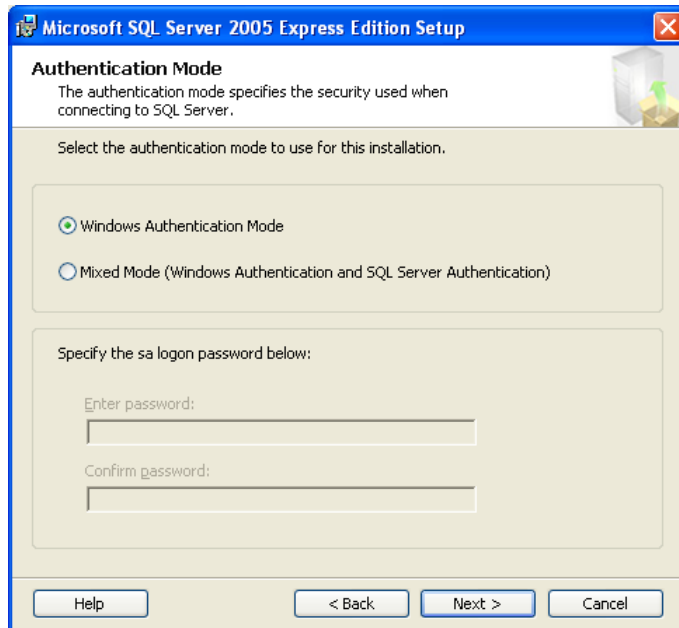 Microsoft SQL Server 2005 Express Edition Setup
Authentication Mode
The authentication mode specifies the security used when
connecting to SQL Server.
Select the authentication mode to use for this installation.
Windows Authentication Mode
Mixed Mode (Windows Authentication and SQL Server Authentication)
Specify the sa logon password below:
Enter password:
Confirm password:
Help
< Back
Next >
Cancel